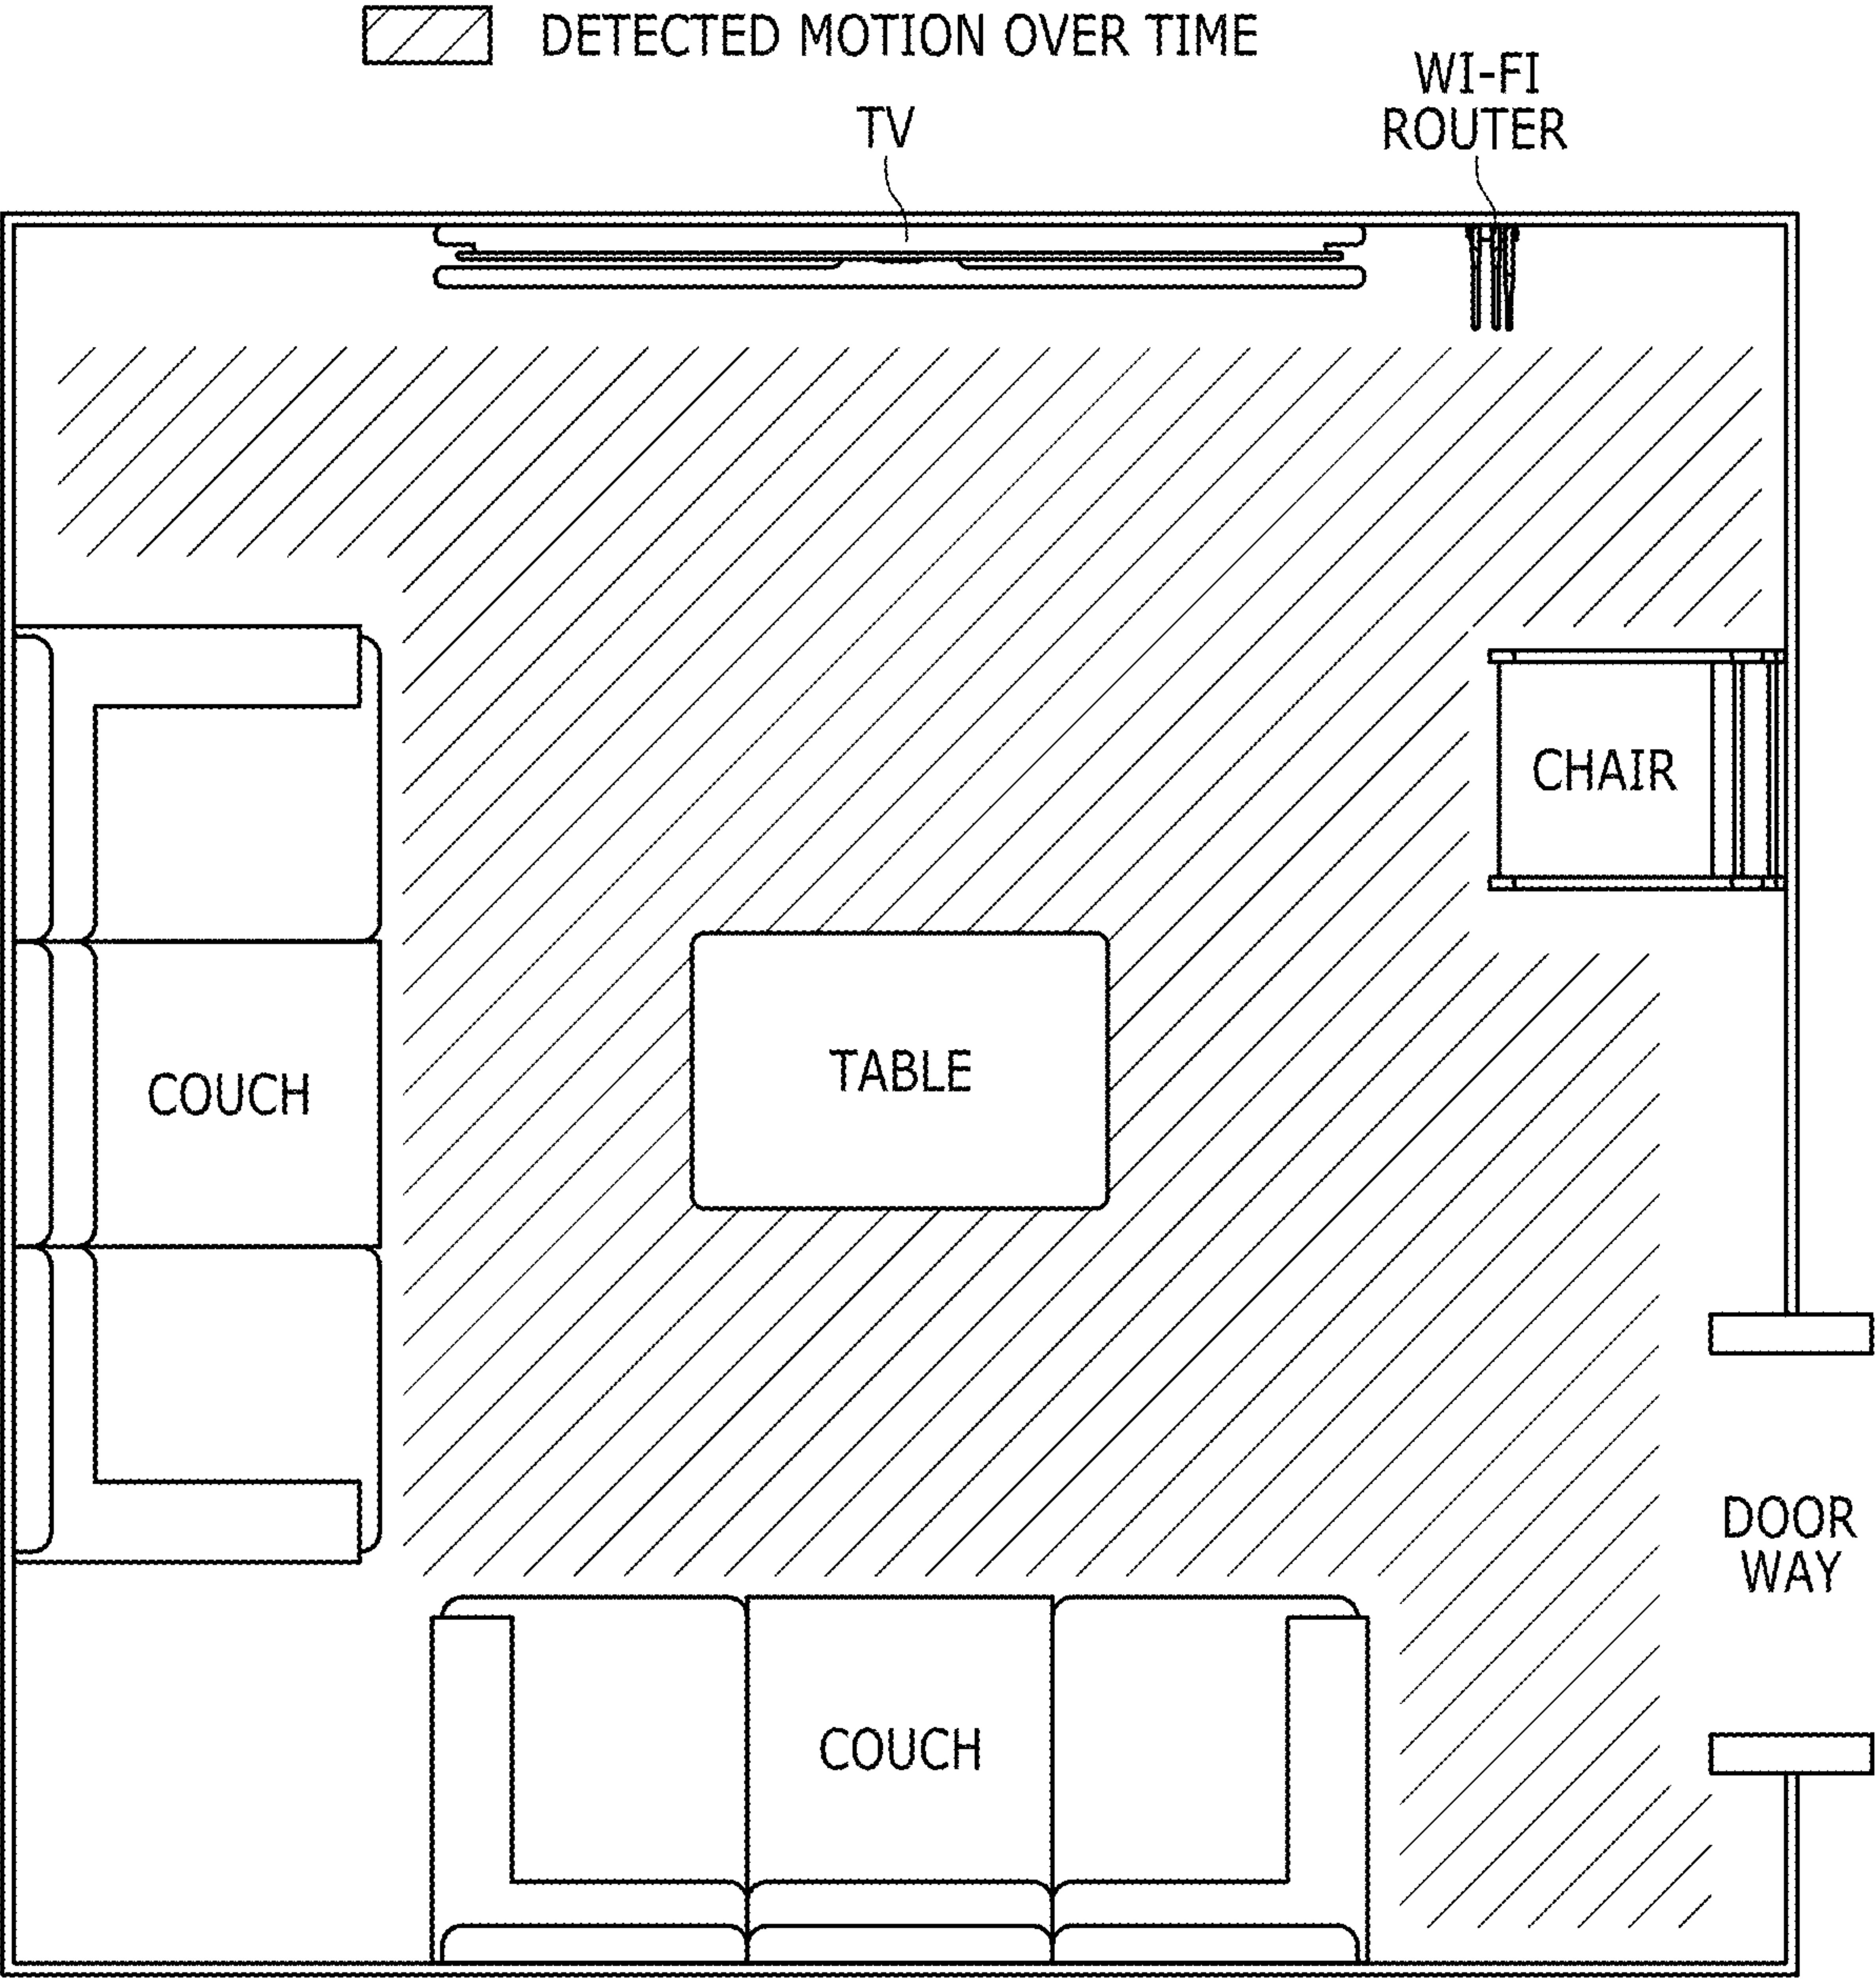 DETECTED MOTION OVER TIME
WI-FI
ROUTER
TV
CHAIR
TABLE
COUCH
DOOR
WAY
COUCH